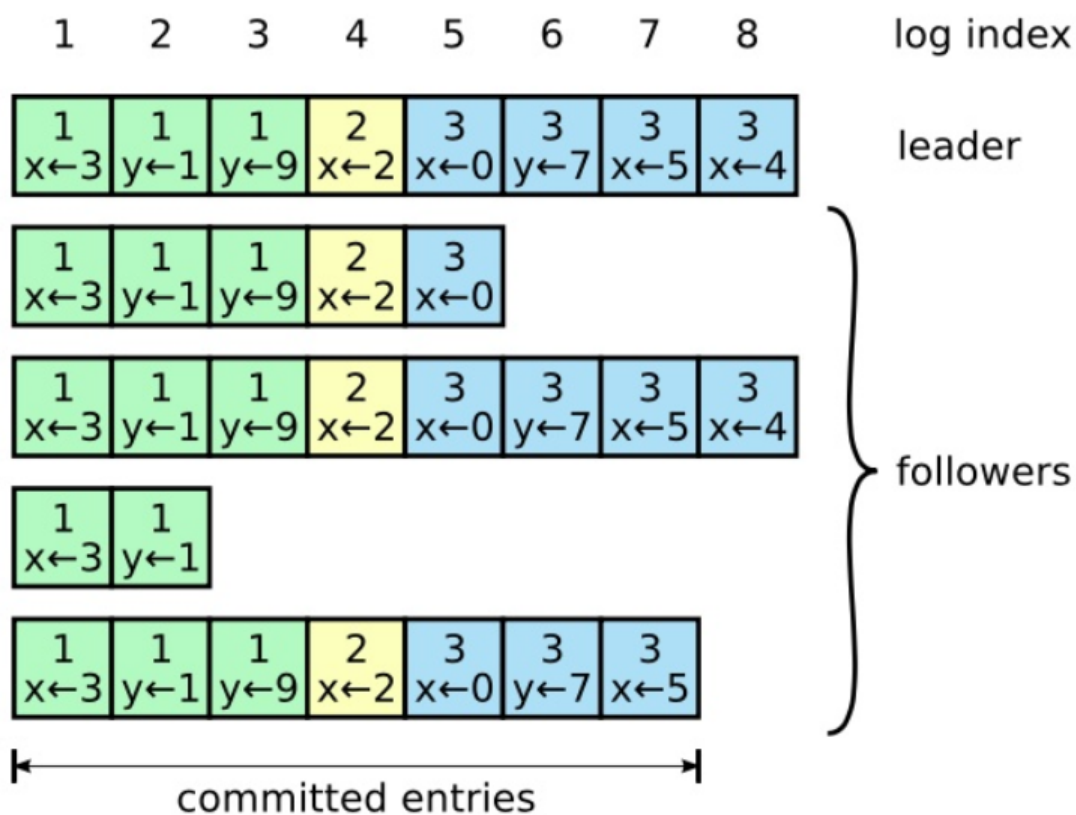 1 2 3 4 5 6 7 8 log index
1 1 1 2 3 3 3 3
x←3 y←1 y←9 x←2 x←0 y←7 x←5 x←4
leader
1 1 1 2 3
x←3 y←1 y←9 x←2 x←0
1 1 1 2 3 3 3 3
x←3 y←1 y←9 x←2 x←0 y←7 x←5 x←4
followers
1 1
x←3 y←1
1 1 1 2 3 3 3
x←3 y←1 y←9 x←2 x←0 y←7 x←5
committed entries